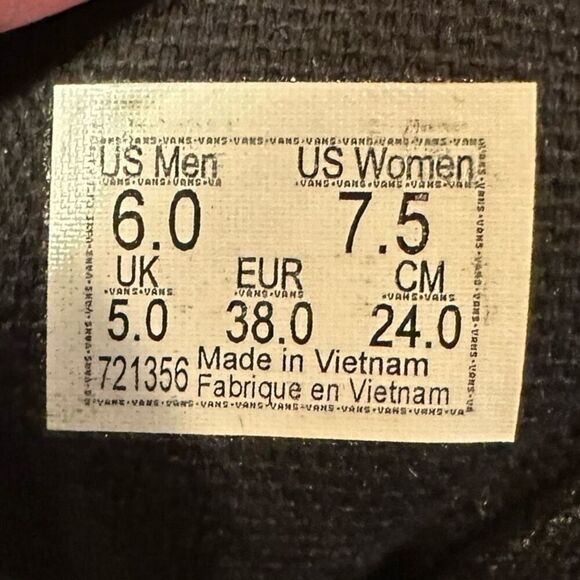 US Men US Women
6.0 7.5
UK EUR CM
5.0 38.0 24.0
721356 Made in Vietnam
Fabrique en Vietnam